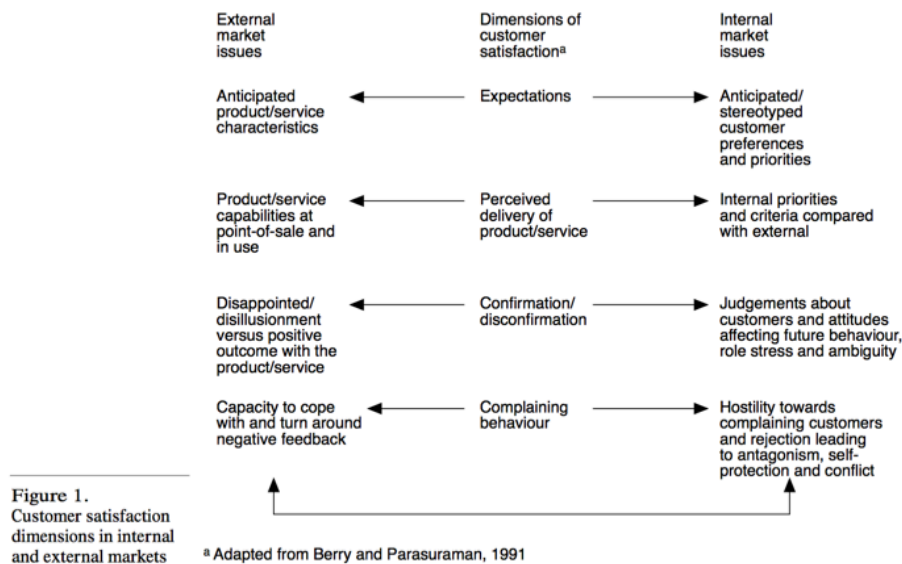 External
market
issues
Dimensions of
customer
satisfactionᵃ
Internal
market
issues
Anticipated
product/service
characteristics
Expectations
Anticipated/
stereotyped
customer
preferences
and priorities
Product/service
capabilities at
point-of-sale and
in use
Perceived
delivery of
product/service
Internal priorities
and criteria compared
with external
Disappointed/
disillusionment
versus positive
outcome with the
product/service
Confirmation/
disconfirmation
Judgements about
customers and attitudes
affecting future behaviour,
role stress and ambiguity
Capacity to cope
with and turn around
negative feedback
Complaining
behaviour
Hostility towards
complaining customers
and rejection leading
to antagonism, self-
protection and conflict
Figure 1.
Customer satisfaction
dimensions in internal
and external markets
ᵃ Adapted from Berry and Parasuraman, 1991